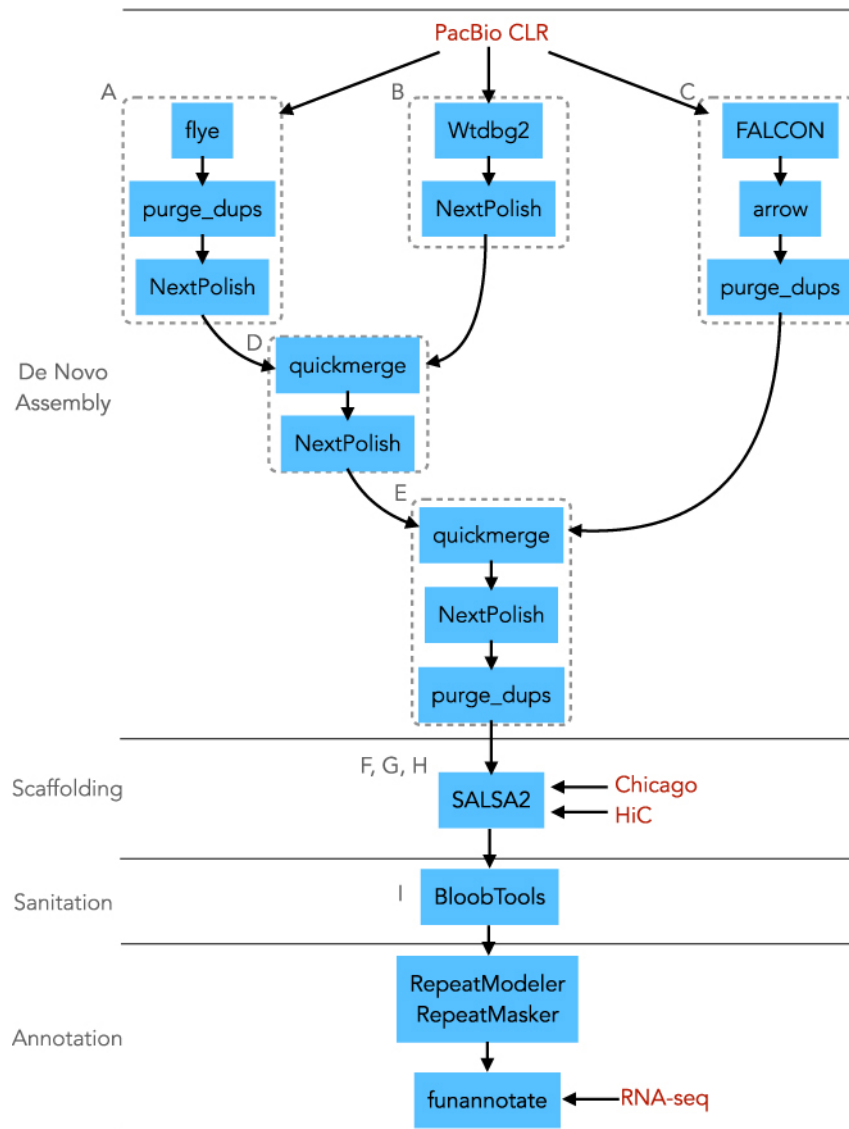 PacBio CLR
A
B
C
flye
Wtdbg2
FALCON
purge_dups
NextPolish
arrow
NextPolish
purge_dups
D
quickmerge
De Novo
Assembly
NextPolish
E
quickmerge
NextPolish
purge_dups
F, G, H
Scaffolding
SALSA2
Chicago
HiC
Sanitation
I
BloobTools
RepeatModeler
RepeatMasker
Annotation
funannotate
RNA-seq